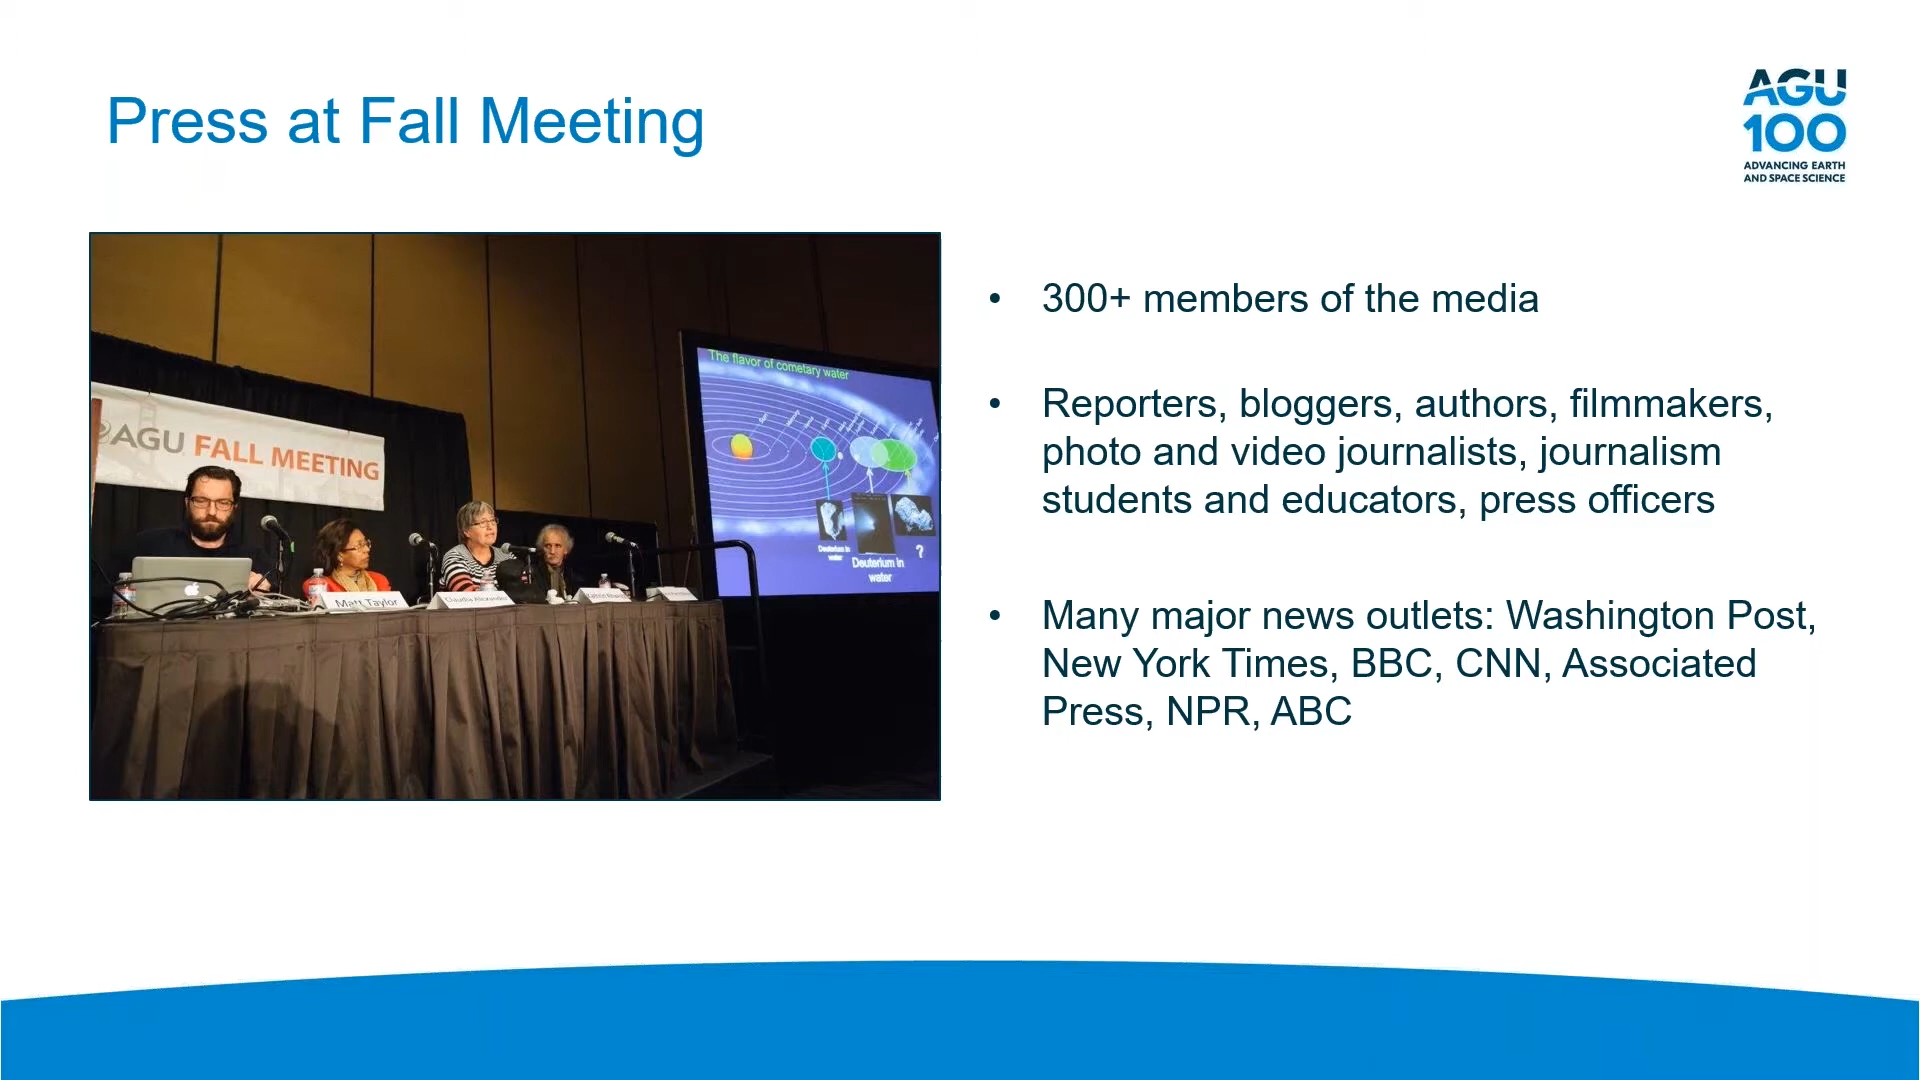 Press at Fall Meeting
AGU
100
ADVANCING EARTH
AND SPACE SCIENCE
AGU FALL MEETING
The flavor of cometary water
Deuterium in
water
Deuterium in
water
?
Matt Taylor
Claudia Alexander
• 300+ members of the media
• Reporters, bloggers, authors, filmmakers,
photo and video journalists, journalism
students and educators, press officers
• Many major news outlets: Washington Post,
New York Times, BBC, CNN, Associated
Press, NPR, ABC